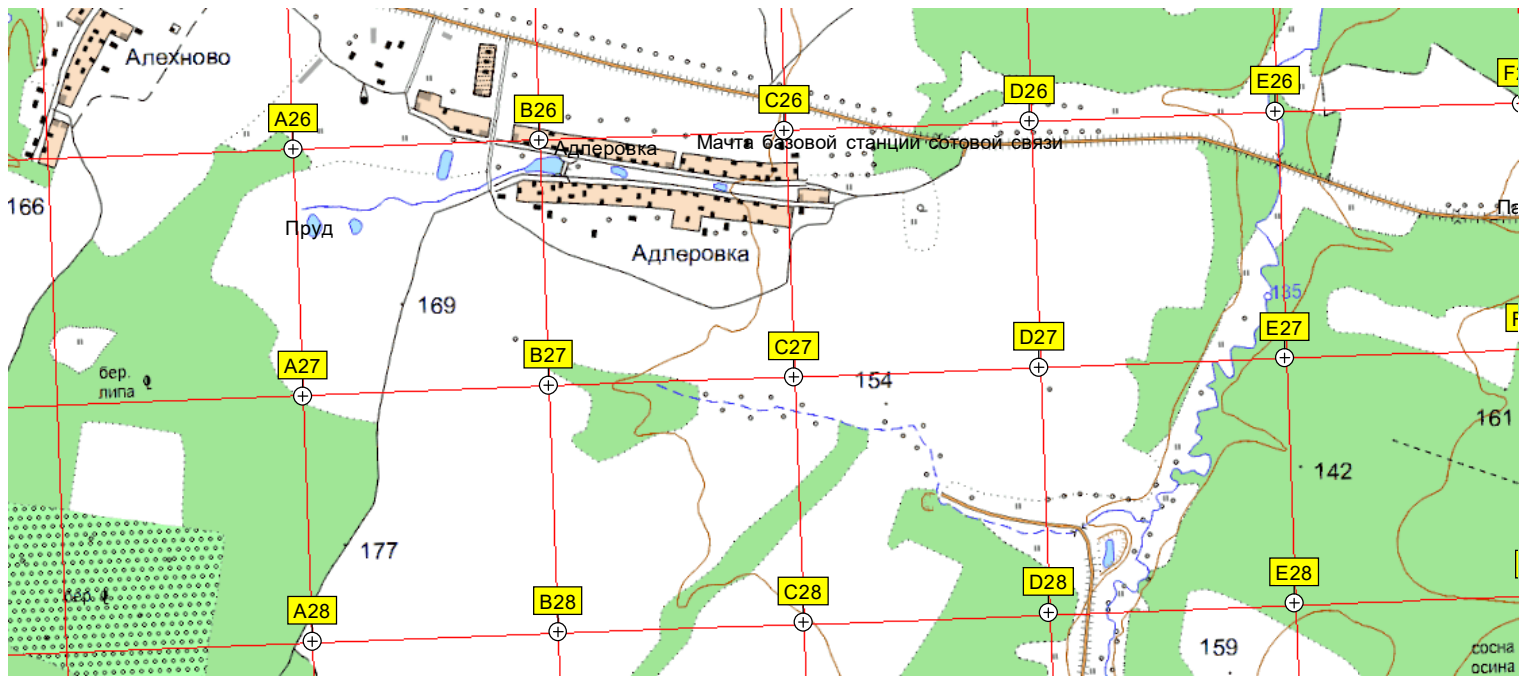 Алехново
A26
B26
C26
D26
E26
Адлеровка
Мачта базовой станции сотовой связи
166
Пруд
Адлеровка
135
169
A27
B27
C27
D27
E27
бер.
липа
154
161
142
177
бер.
A28
B28
C28
D28
E28
159
сосна
осина